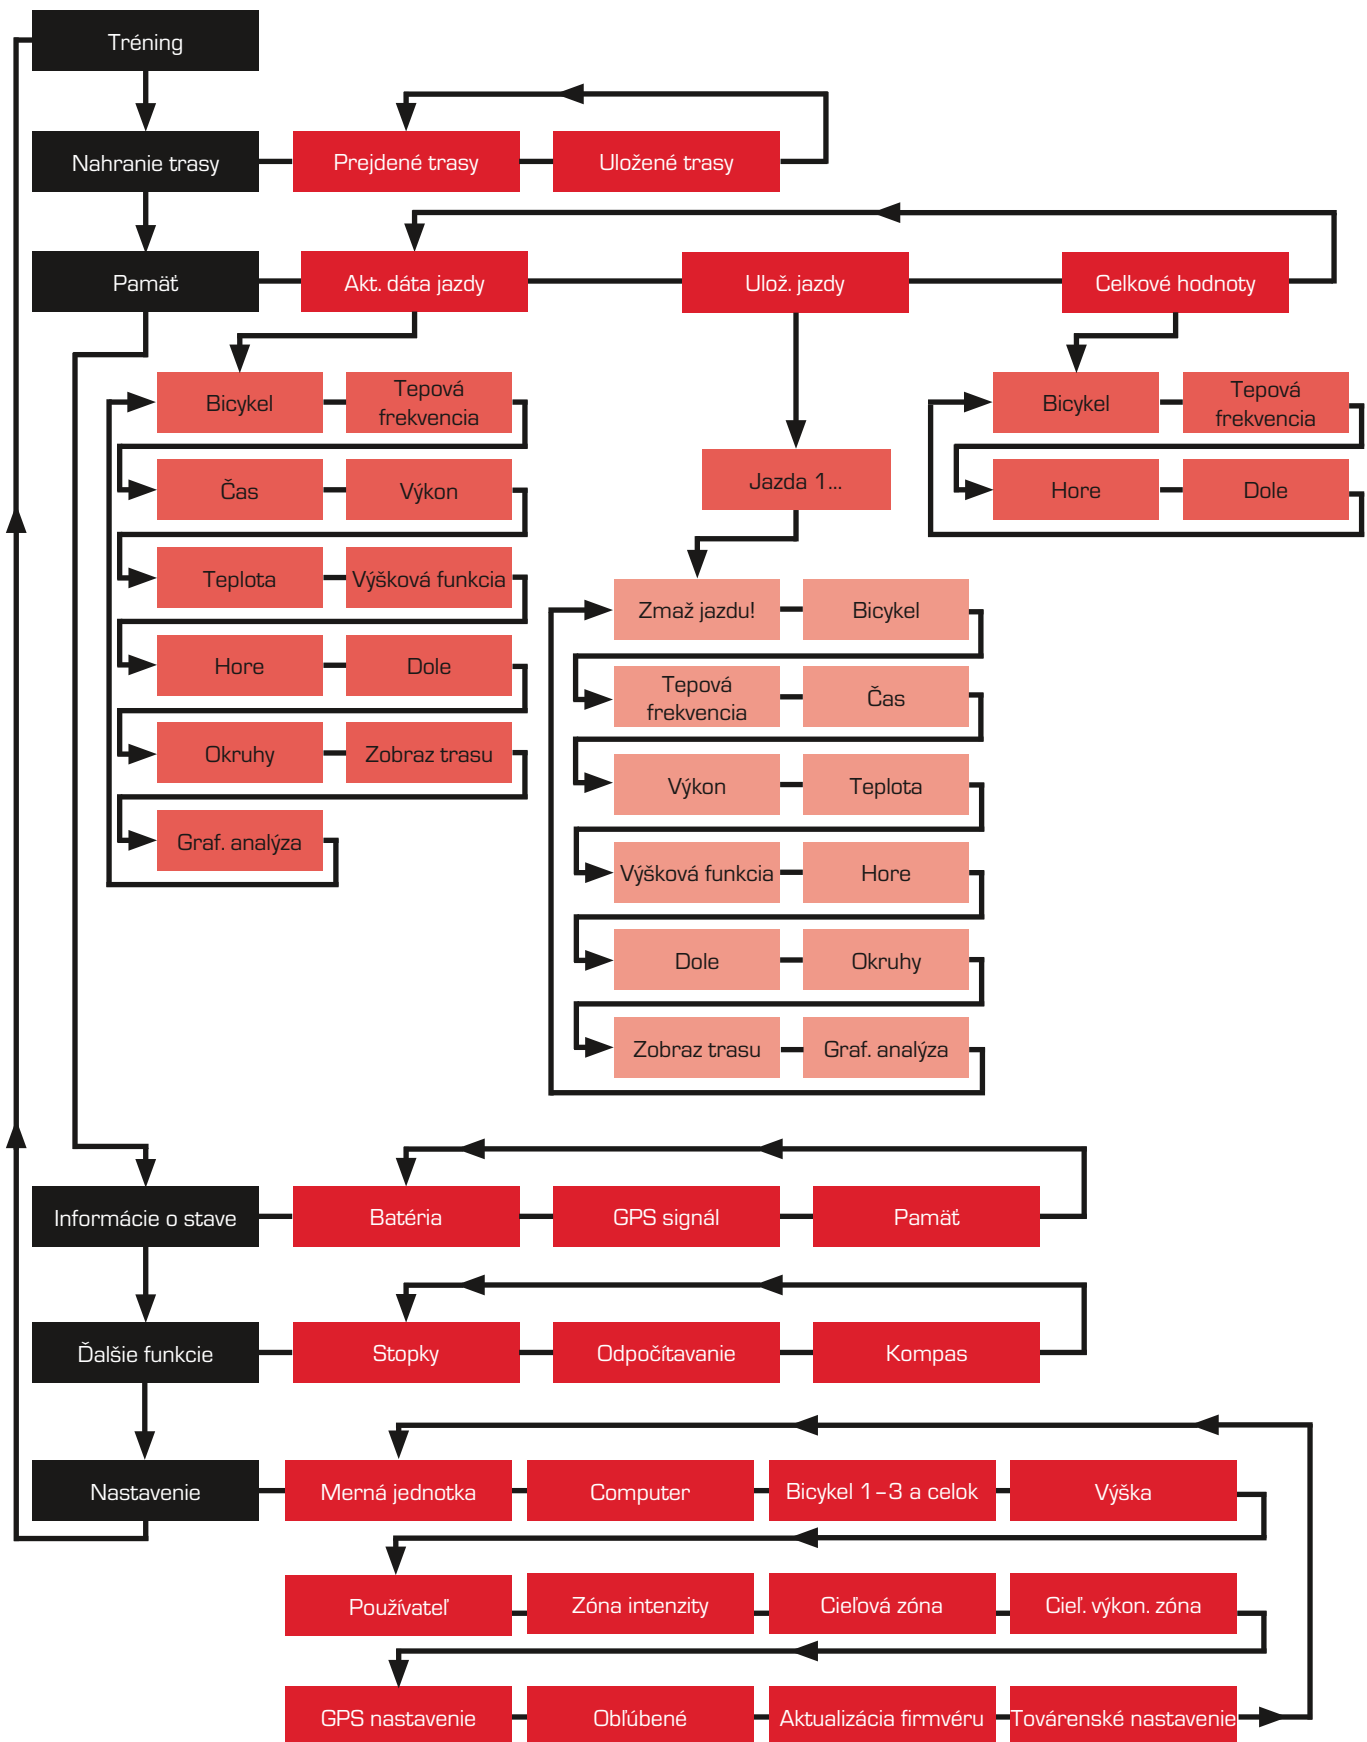 Tréning
Nahranie trasy
Prejdené trasy
Uložené trasy
Pamäť
Akt. dáta jazdy
Ulož. jazdy
Celkové hodnoty
Bicykel
Tepová
frekvencia
Čas
Výkon
Teplota
Výšková funkcia
Hore
Dole
Okruhy
Zobraz trasu
Graf. analýza
Jazda 1...
Zmaž jazdu!
Bicykel
Tepová
frekvencia
Čas
Výkon
Teplota
Výšková funkcia
Hore
Dole
Okruhy
Zobraz trasu
Graf. analýza
Bicykel
Tepová
frekvencia
Hore
Dole
Informácie o stave
Batéria
GPS signál
Pamäť
Ďalšie funkcie
Stopky
Odpočítavanie
Kompas
Nastavenie
Merná jednotka
Computer
Bicykel 1–3 a celok
Výška
Používateľ
Zóna intenzity
Cieľová zóna
Cieľ. výkon. zóna
GPS nastavenie
Obľúbené
Aktualizácia firmvéru
Továrenské nastavenie